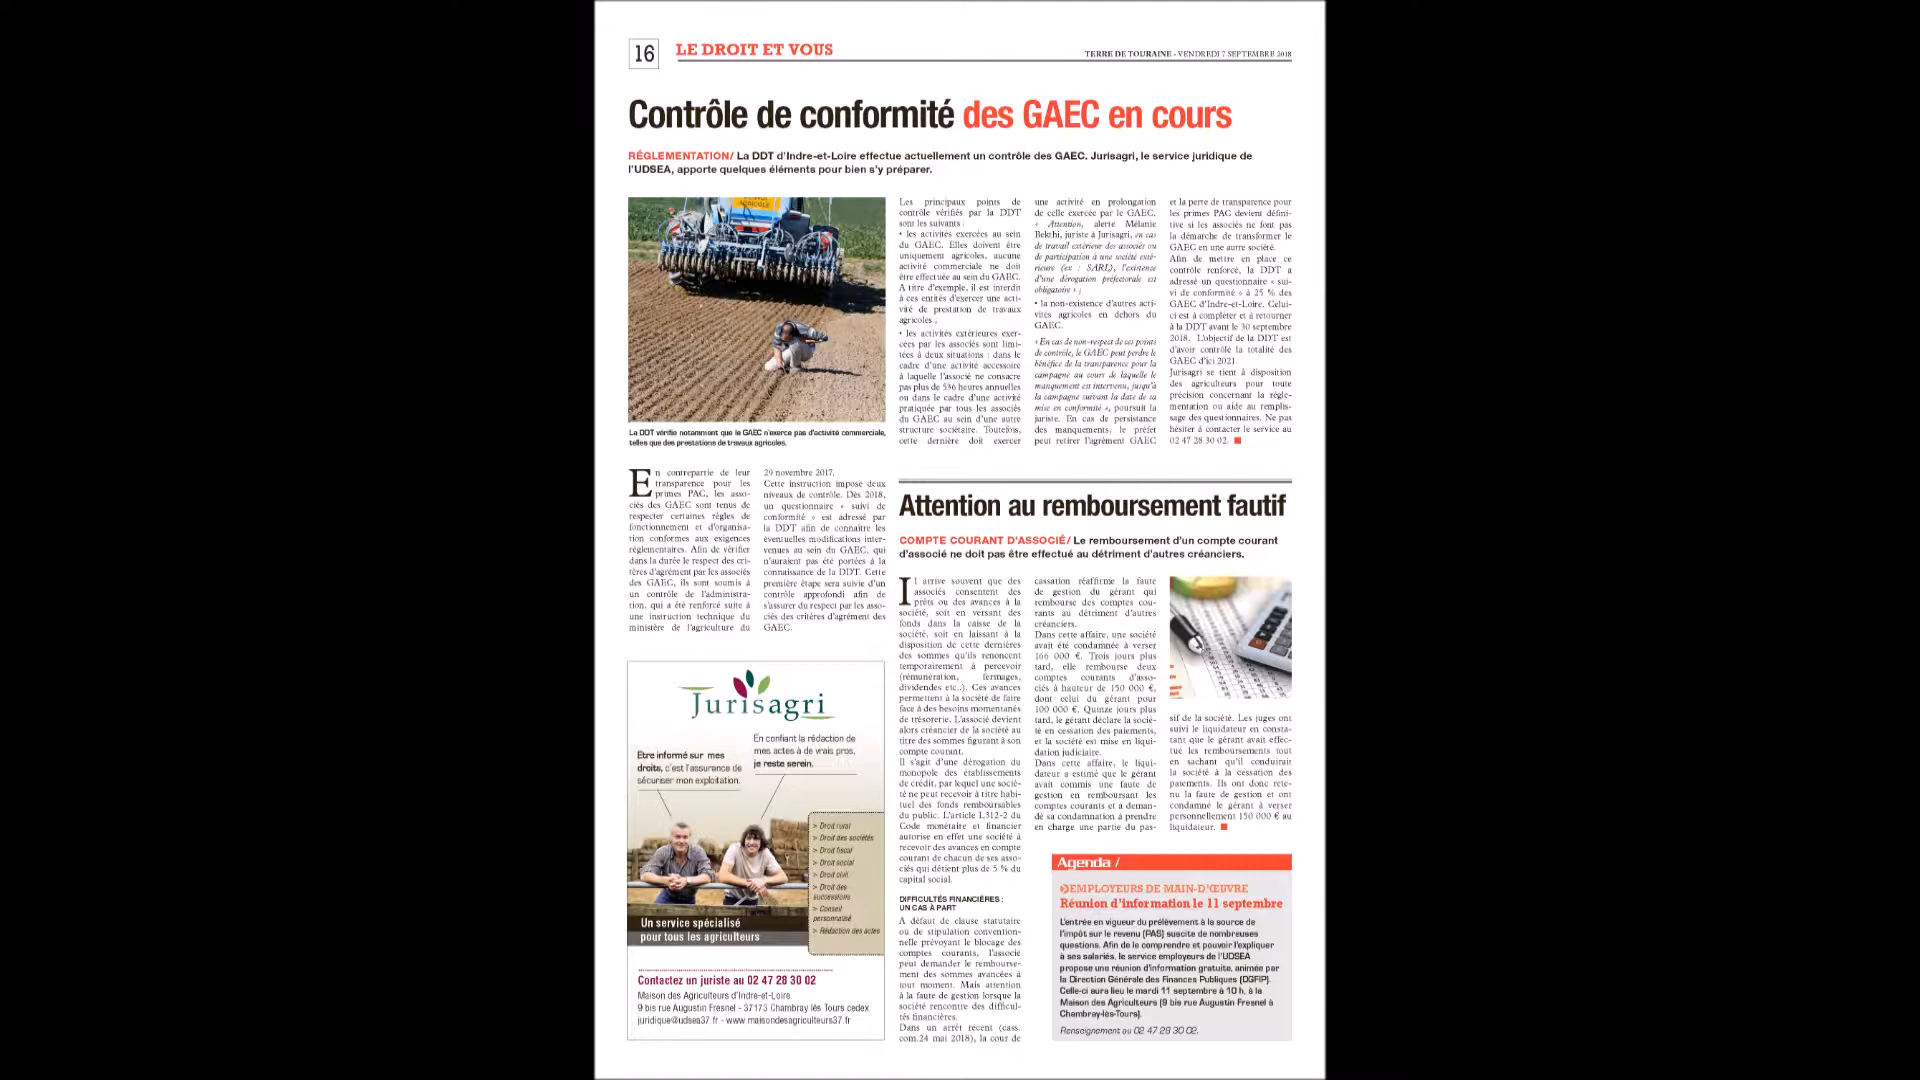 16
LE DROIT ET VOUS
TERRE DE TOURAINE - VENDREDI 7 SEPTEMBRE 2018
Contrôle de conformité des GAEC en cours
RÉGLEMENTATION/ La DDT d'Indre-et-Loire effectue actuellement un contrôle des GAEC. Jurisagri, le service juridique de
l'UDSEA, apporte quelques éléments pour bien s'y préparer.
La DDT vérifie notamment que le GAEC n'exerce pas d'activité commerciale,
telles que des prestations de travaux agricoles.
En contrepartie de leur
transparence pour les
primes PAC, les asso-
ciés des GAEC sont tenus de
respecter certaines règles de
fonctionnement et d'organisa-
tion conformes aux exigences
réglementaires. Afin de vérifier
dans la durée le respect des cri-
tères d'agrément par les associés
des GAEC, ils sont soumis à
un contrôle de l'administra-
tion, qui a été renforcé suite à
une instruction technique du
ministère de l'agriculture du
29 novembre 2017.
Cette instruction impose deux
niveaux de contrôle. Dès 2018,
un questionnaire « suivi de
conformité » est adressé par
la DDT afin de connaître les
éventuelles modifications inter-
venues au sein du GAEC, qui
n'auraient pas été portées à la
connaissance de la DDT. Cette
première étape sera suivie d'un
contrôle approfondi afin de
s'assurer du respect par les asso-
ciés des critères d'agrément des
GAEC.
Les principaux points de
contrôle vérifiés par la DDT
sont les suivants :
• les activités exercées au sein
du GAEC. Elles doivent être
uniquement agricoles, aucune
activité commerciale ne doit
être effectuée au sein du GAEC.
A titre d'exemple, il est interdit
à ces entités d'exercer une acti-
vité de prestation de travaux
agricoles ;
• les activités extérieures exer-
cées par les associés sont limi-
tées à deux situations : dans le
cadre d'une activité accessoire
à laquelle l'associé ne consacre
pas plus de 536 heures annuelles
ou dans le cadre d'une activité
pratiquée par tous les associés
du GAEC au sein d'une autre
structure sociétaire. Toutefois,
cette dernière doit exercer
une activité en prolongation
de celle exercée par le GAEC.
« Attention, alerte Mélanie
Belthi, juriste à Jurisagri, en cas
de travail extérieur des associés ou
de participation à une société exté-
rieure (ex : SARL), l'existence
d'une dérogation préfectorale est
obligatoire » ;
• la non-existence d'autres acti-
vités agricoles en dehors du
GAEC.
« En cas de non-respect de ces points
de contrôle, le GAEC peut perdre le
bénéfice de la transparence pour la
campagne au cours de laquelle le
manquement est intervenu, jusqu'à
la campagne suivant la date de sa
mise en conformité », poursuit la
juriste. En cas de persistance
des manquements, le préfet
peut retirer l'agrément GAEC
et la perte de transparence pour
les primes PAC devient défini-
tive si les associés ne font pas
la démarche de transformer le
GAEC en une autre société.
Afin de mettre en place ce
contrôle renforcé, la DDT a
adressé un questionnaire « sui-
vi de conformité » à 25 % des
GAEC d'Indre-et-Loire. Celui-
ci est à compléter et à retourner
à la DDT avant le 30 septembre
2018. L'objectif de la DDT est
d'avoir contrôlé la totalité des
GAEC d'ici 2021.
Jurisagri se tient à disposition
des agriculteurs pour toute
précision concernant la régle-
mentation ou aide au remplis-
sage des questionnaires. Ne pas
hésiter à contacter le service au
02 47 28 30 02.
Attention au remboursement fautif
COMPTE COURANT D'ASSOCIÉ/ Le remboursement d'un compte courant
d'associé ne doit pas être effectué au détriment d'autres créanciers.
Il arrive souvent que des
associés consentent des
prêts ou des avances à la
société, soit en versant des
fonds dans la caisse de la
société, soit en laissant à la
disposition de cette dernières
des sommes qu'ils renoncent
temporairement à percevoir
(rémunération, fermages,
dividendes etc..). Ces avances
permettent à la société de faire
face à des besoins momentanés
de trésorerie. L'associé devient
alors créancier de la société au
titre des sommes figurant à son
compte courant.
Il s'agit d'une dérogation du
monopole des établissements
de crédit, par lequel une socié-
té ne peut recevoir à titre habi-
tuel des fonds remboursables
du public. L'article L312-2 du
Code monétaire et financier
autorise en effet une société à
recevoir des avances en compte
courant de chacun de ses asso-
ciés qui détient plus de 5 % du
capital social.
DIFFICULTÉS FINANCIÈRES :
UN CAS À PART
A défaut de clause statutaire
ou de stipulation convention-
nelle prévoyant le blocage des
comptes courants, l'associé
peut demander le rembourse-
ment des sommes avancées à
tout moment. Mais attention
à la faute de gestion lorsque la
société rencontre des difficul-
tés financières.
Dans un arrêt récent (cass.
com.24 mai 2018), la cour de
cassation réaffirme la faute
de gestion du gérant qui
rembourse des comptes cou-
rants au détriment d'autres
créanciers.
Dans cette affaire, une société
avait été condamnée à verser
166 000 €. Trois jours plus
tard, elle rembourse deux
comptes courants d'asso-
ciés à hauteur de 150 000 €,
dont celui du gérant pour
100 000 €. Quinze jours plus
tard, le gérant déclare la socié-
té en cessation des paiements,
et la société est mise en liqui-
dation judiciaire.
Dans cette affaire, le liqui-
dateur a estimé que le gérant
avait commis une faute de
gestion en remboursant les
comptes courants et a deman-
dé sa condamnation à prendre
en charge une partie du pas-
sif de la société. Les juges ont
suivi le liquidateur en consta-
tant que le gérant avait effec-
tué les remboursements tout
en sachant qu'il conduirait
la société à la cessation des
paiements. Ils ont donc rete-
nu la faute de gestion et ont
condamné le gérant à verser
personnellement 150 000 € au
liquidateur.
Jurisagri
Etre informé sur mes
droits, c'est l'assurance de
sécuriser mon exploitation.
En confiant la rédaction de
mes actes à de vrais pros,
je reste serein.
> Droit rural
> Droit des sociétés
> Droit fiscal
> Droit social
> Droit civil
> Droit des
successions
> Conseil
personnalisé
> Rédaction des actes
Un service spécialisé
pour tous les agriculteurs
Contactez un juriste au 02 47 28 30 02
Maison des Agriculteurs d'Indre-et-Loire
9 bis rue Augustin Fresnel - 37173 Chambray lès Tours cedex
juridique@udsea37.fr - www.maisondesagriculteurs37.fr
Agenda /
EMPLOYEURS DE MAIN-D'ŒUVRE
Réunion d'information le 11 septembre
L'entrée en vigueur du prélèvement à la source de
l'impôt sur le revenu (PAS) suscite de nombreuses
questions. Afin de le comprendre et pouvoir l'expliquer
à ses salariés, le service employeurs de l'UDSEA
propose une réunion d'information gratuite, animée par
la Direction Générale des Finances Publiques (DGFIP).
Celle-ci aura lieu le mardi 11 septembre à 10 h, à la
Maison des Agriculteurs (9 bis rue Augustin Fresnel à
Chambray-lès-Tours).
Renseignement au 02 47 28 30 02.